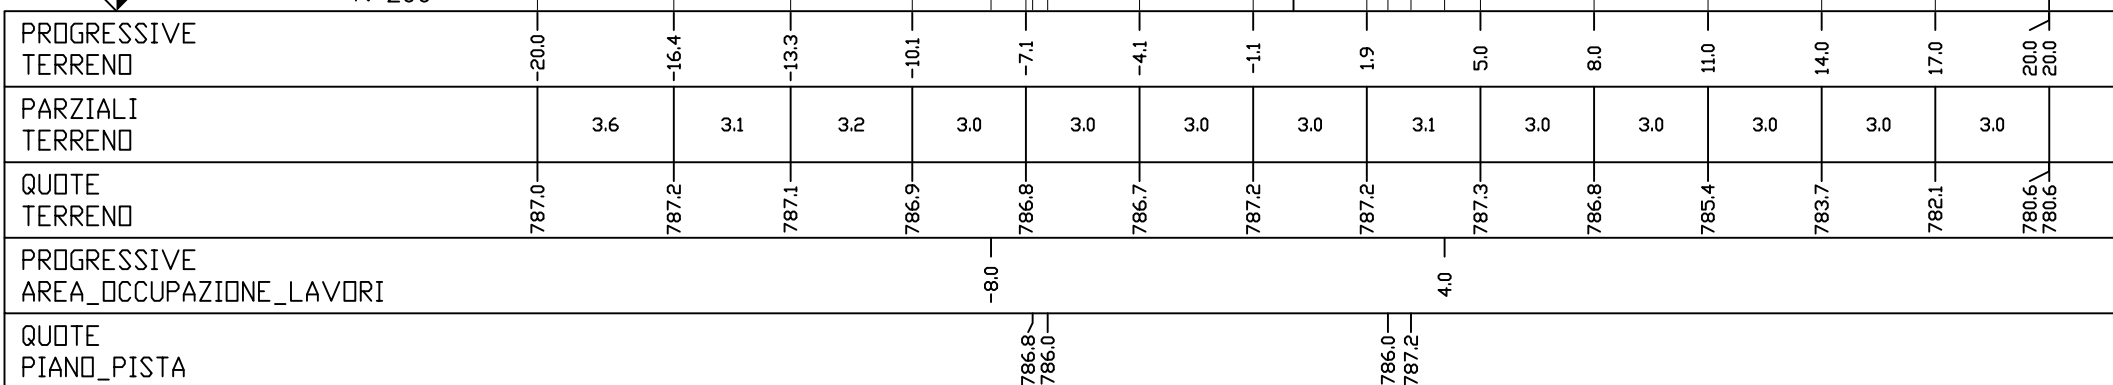 PROGRESSIVE
TERRENO
-20.0 -16.4 -13.3 -10.1 -7.1 -4.1 -1.1 1.9 5.0 8.0 11.0 14.0 17.0 20.0 20.0
PARZIALI
TERRENO
3.6 3.1 3.2 3.0 3.0 3.0 3.0 3.1 3.0 3.0 3.0 3.0 3.0
QUOTE
TERRENO
787.0 787.2 787.1 786.9 786.8 786.7 787.2 787.2 787.3 786.8 785.4 783.7 782.1 780.6 780.6
PROGRESSIVE
AREA_OCCUPAZIONE_LAVORI
-8.0 4.0
QUOTE
PIANO_PISTA
786.8 786.0 786.0 787.2